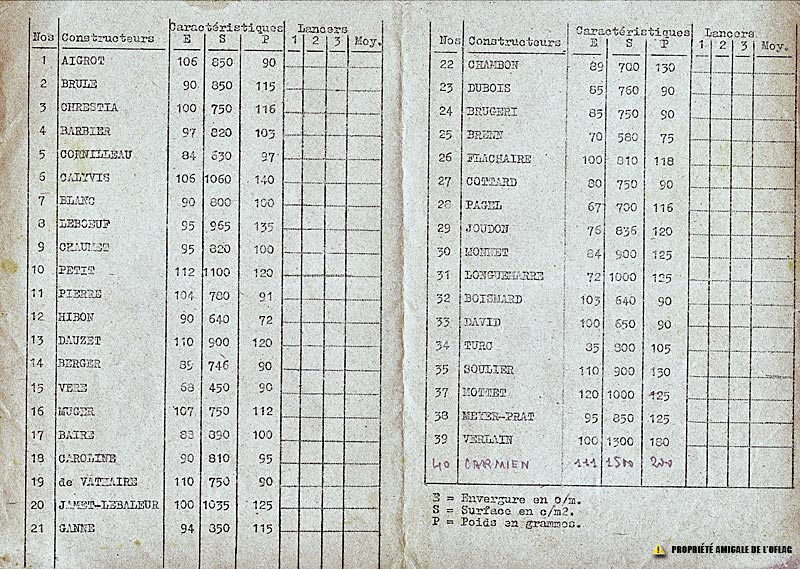 Nos Constructeurs Caractéristiques Lancers
E S P 1 2 3 Moy.
1 AIGROT 106 850 90
2 BRULE 90 850 115
3 CHRESTIA 100 750 116
4 BARBIER 97 820 103
5 CORNILLEAU 84 630 97
6 CALYVIS 106 1060 140
7 BLANC 90 800 100
8 LEBOEUF 95 965 135
9 CHAUMET 95 820 100
10 PETIT 112 1100 120
11 PIERRE 104 780 91
12 HIBON 90 640 72
13 DAUZET 110 900 120
14 BERGER 746 90
15 VERE 68 450 90
16 MUGER 107 750 112
17 BAIRE 890 100
18 CAROLINE 90 810 95
19 de VATHAIRE 110 750 90
20 JAMET-LEBALEUR 100 1035 125
21 GANNE 94 850 115
Nos Constructeurs Caractéristiques Lancers
E S P 1 2 3 Moy.
22 CHAMBON 89 700 130
23 DUBOIS 85 760 90
24 BRUGERI 85 750 90
25 BRENN 70 580 75
26 FLACHAIRE 100 810 118
27 COTTARD 80 750 90
28 PAGEL 67 700 116
29 JOUDON 76 836 120
30 MONNET 84 900 125
31 LONGUEMARRE 72 1000 125
32 BOISMARD 103 640 90
33 DAVID 100 650 90
34 TURC 85 800 105
35 SOULIER 110 900 130
37 MOTTET 120 1000 125
38 MEYER-PRAT 95 850 125
39 VERLAIN 100 1300 180
40 CARMIEN 111 1500 200
E = Envergure en c/m.
S = Surface en c/m2.
P = Poids en grammes.
PROPRIÉTÉ AMICALE DE L'OFLAG